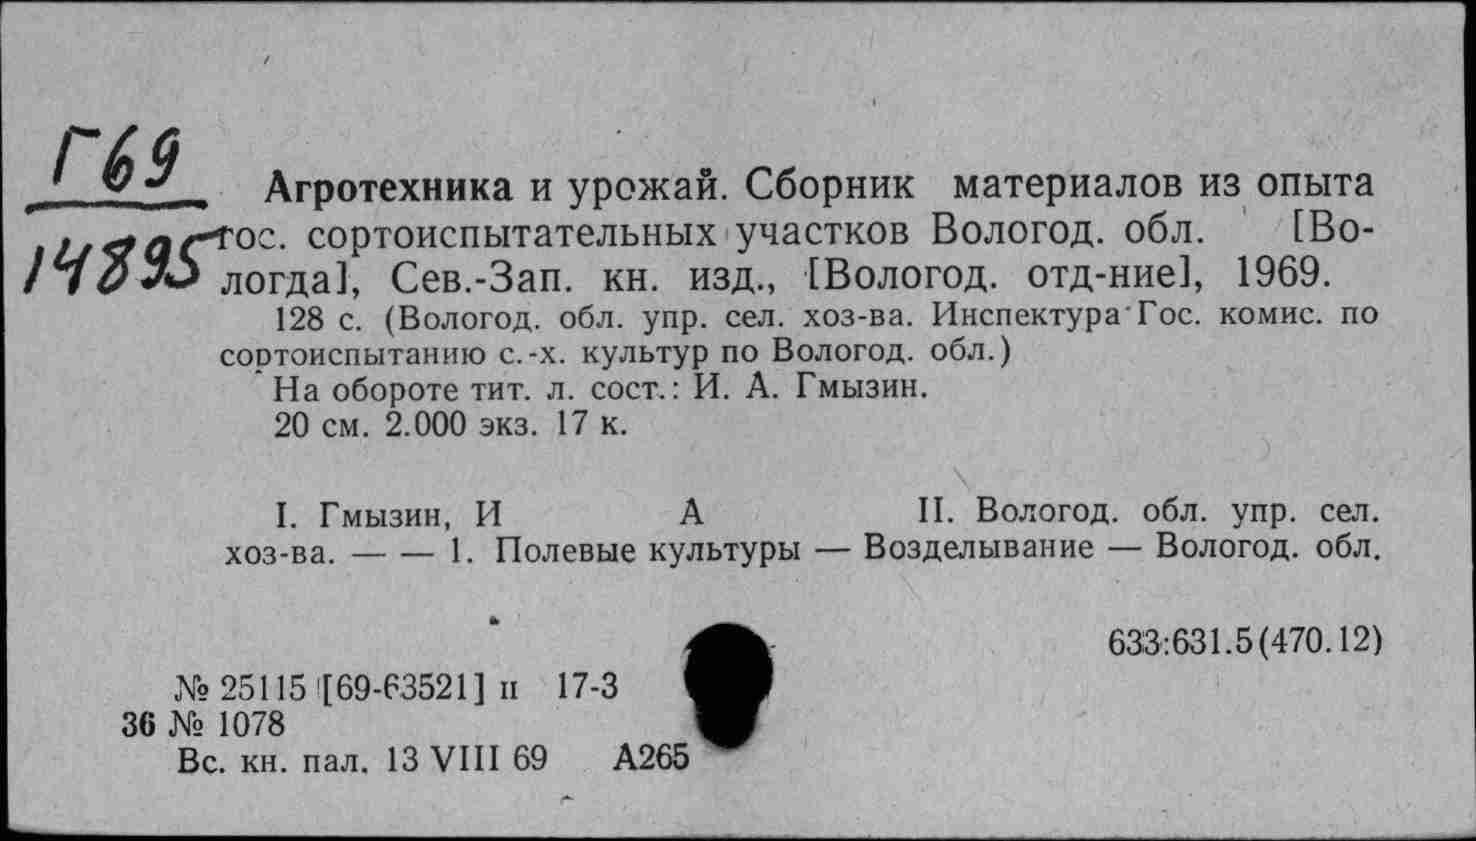 Г69
14895
Агротехника и урожай. Сборник материалов из опыта
гос. сортоиспытательных участков Вологод. обл. [Во-
логда], Сев.-Зап. кн. изд., [Вологод. отд-ние], 1969.
128 с. (Вологод. обл. упр. сел. хоз-ва. Инспектура Гос. комис. по
сортоиспытанию с.-х. культур по Вологод. обл.)
На обороте тит. л. сост.: И. А. Гмызин.
20 см. 2.000 экз. 17 к.
I. Гмызин, И А II. Вологод. обл. упр. сел.
хоз-ва. — — 1. Полевые культуры — Возделывание — Вологод. обл.
633:631.5(470.12)
№ 25115 [69-63521] п 17-3
36 № 1078
Вс. кн. пал. 13 VIII 69 А265